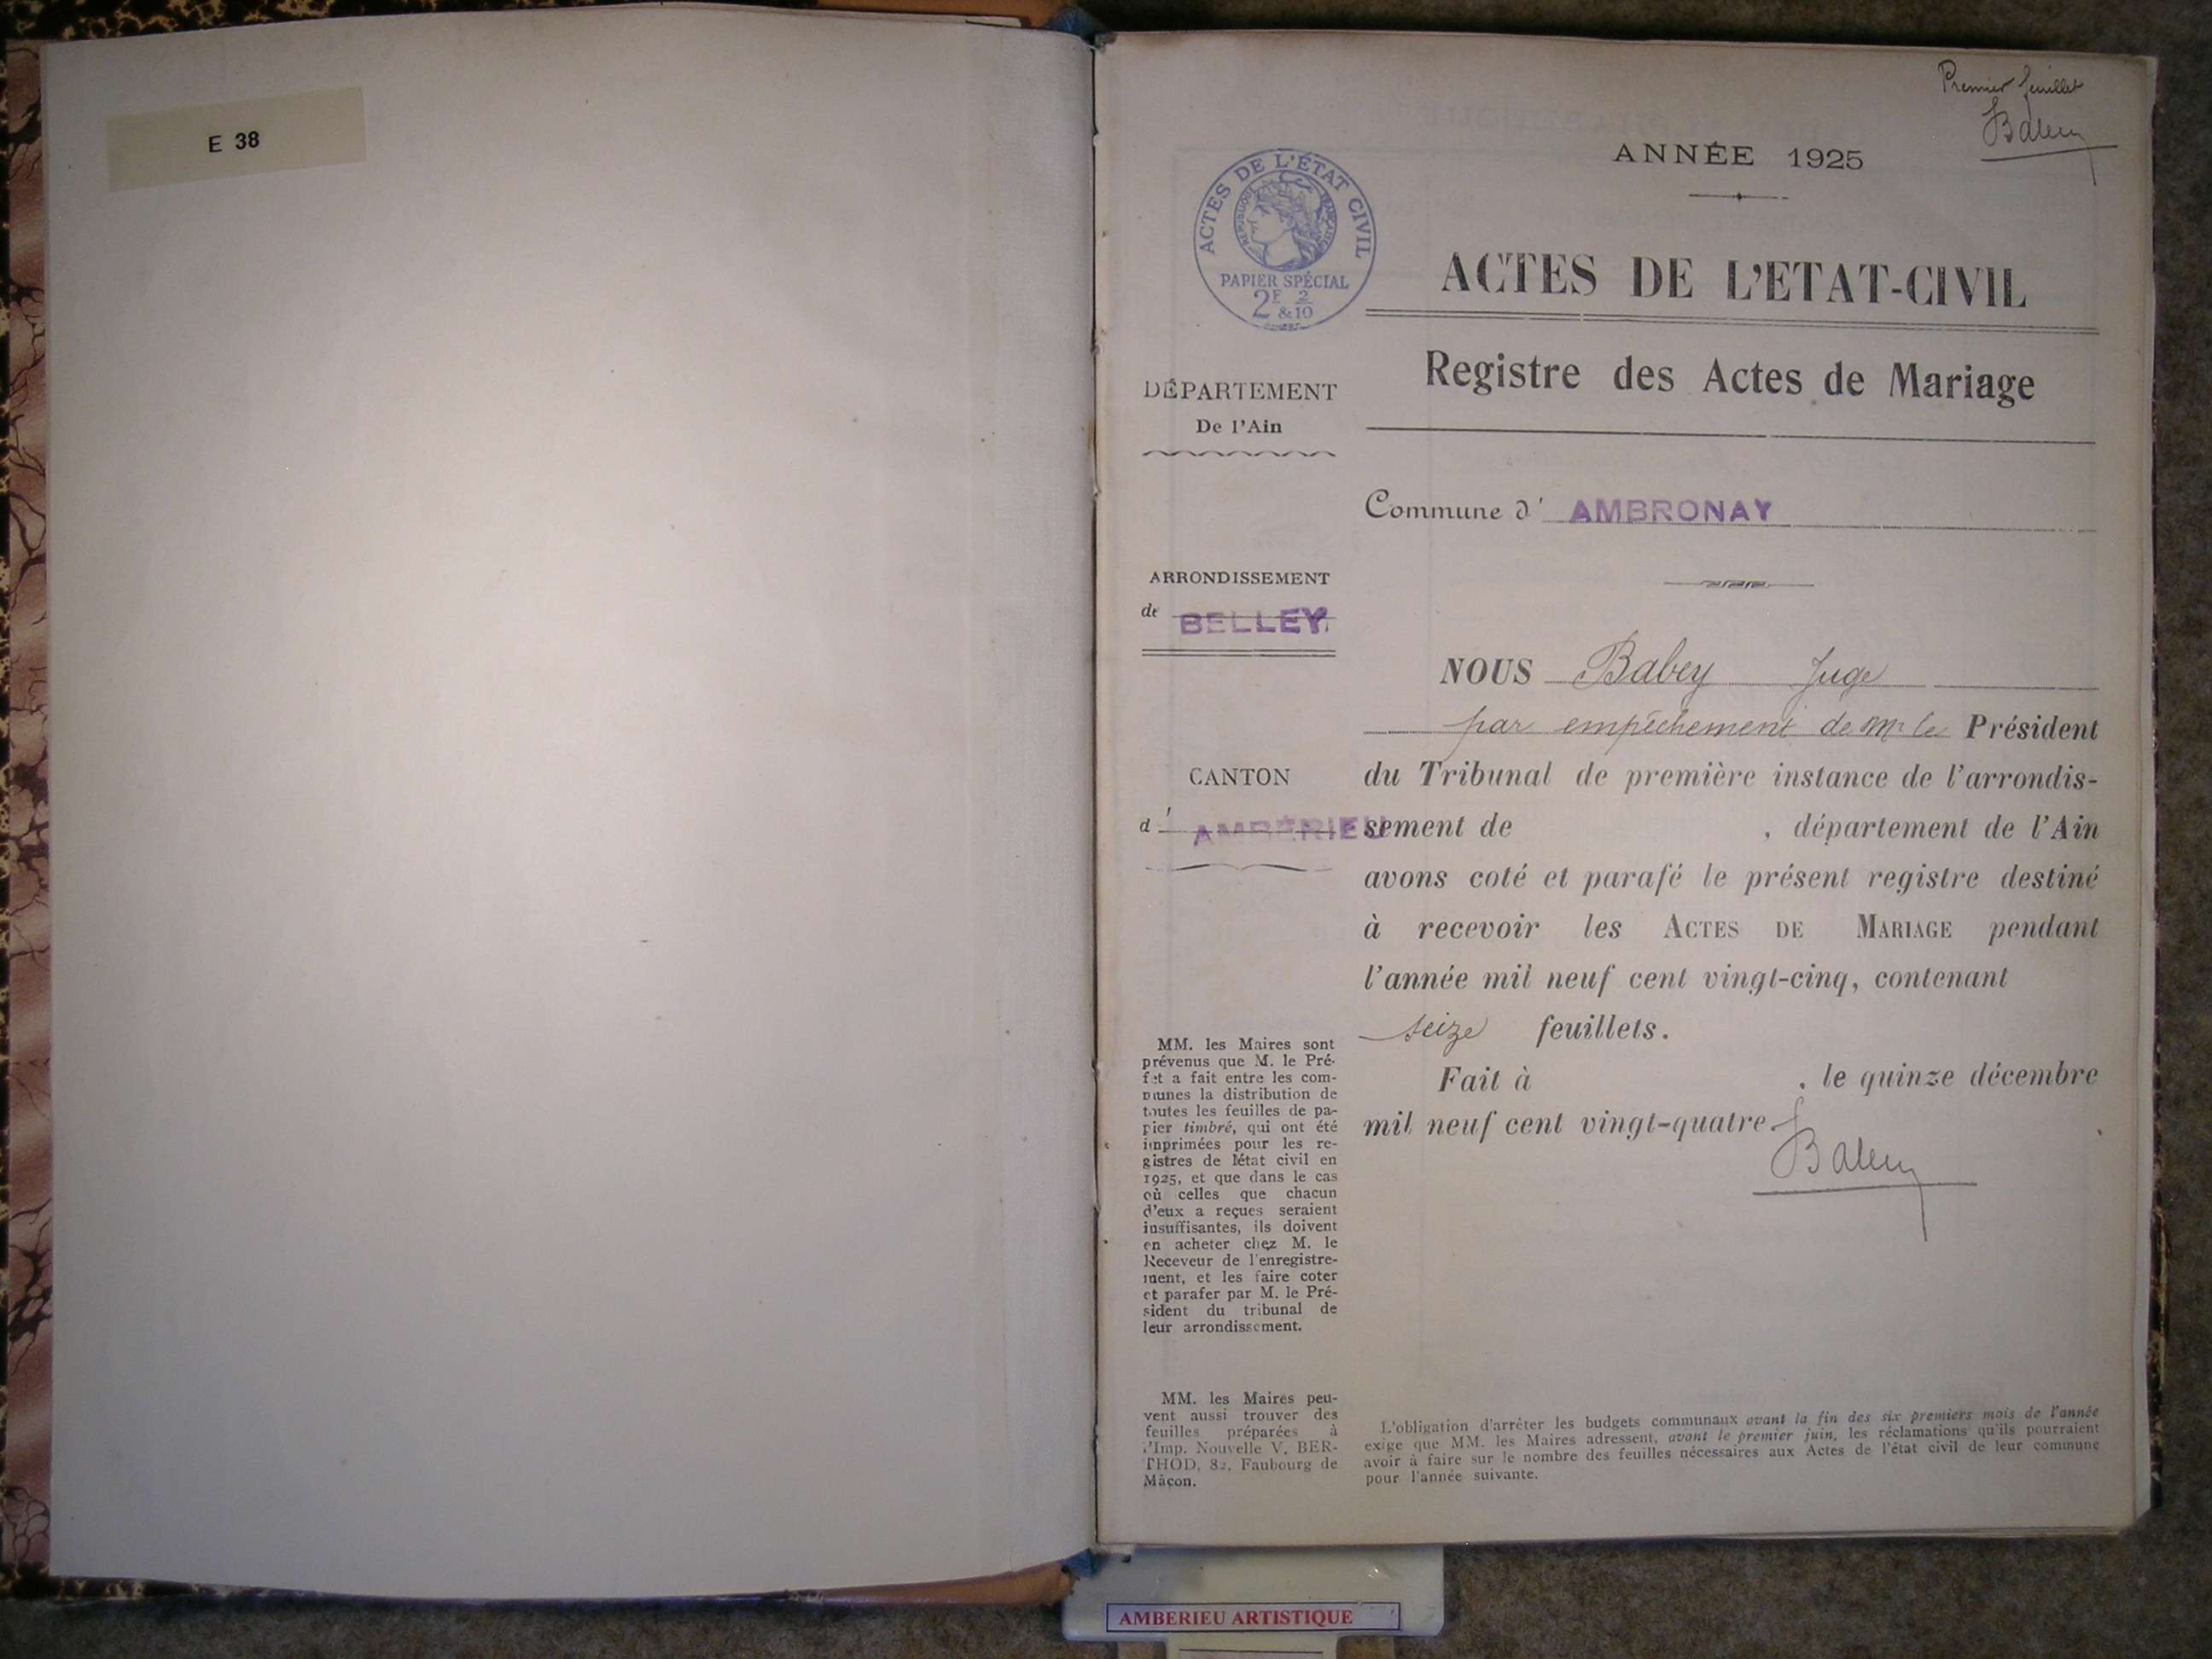 E 38
Premier feuillet
Babey
ANNÉE 1925
ACTES DE L'ÉTAT CIVIL
RÉPUBLIQUE FRANÇAISE
PAPIER SPÉCIAL
2F & 2/10
ACTES DE L'ETAT-CIVIL
Registre des Actes de Mariage
DÉPARTEMENT
De l'Ain
Commune d' AMBRONAY
ARRONDISSEMENT
de BELLEY
CANTON
d' AMBÉRIEU
NOUS Babey Juge
par empêchement de Mr le Président
du Tribunal de première instance de l'arrondis-
sement de , département de l'Ain
avons coté et parafé le présent registre destiné
à recevoir les ACTES DE MARIAGE pendant
l'année mil neuf cent vingt-cinq, contenant
seize feuillets.
Fait à , le quinze décembre
mil neuf cent vingt-quatre.
Babey
MM. les Maires sont
prévenus que M. le Pré-
fet a fait entre les com-
munes la distribution de
toutes les feuilles de pa-
pier timbré, qui ont été
imprimées pour les re-
gistres de l'état civil en
1925, et que dans le cas
où celles que chacun
d'eux a reçues seraient
insuffisantes, ils doivent
en acheter chez M. le
Receveur de l'enregistre-
ment, et les faire coter
et parafer par M. le Pré-
sident du tribunal de
leur arrondissement.
MM. les Maires peu-
vent aussi trouver des
feuilles préparées à
l'Imp. Nouvelle V. BER-
THOD, 82, Faubourg de
Mâcon.
L'obligation d'arrêter les budgets communaux avant la fin des six premiers mois de l'année
exige que MM. les Maires adressent, avant le premier juin, les réclamations qu'ils pourraient
avoir à faire sur le nombre des feuilles nécessaires aux Actes de l'état civil de leur commune
pour l'année suivante.
AMBERIEU ARTISTIQUE